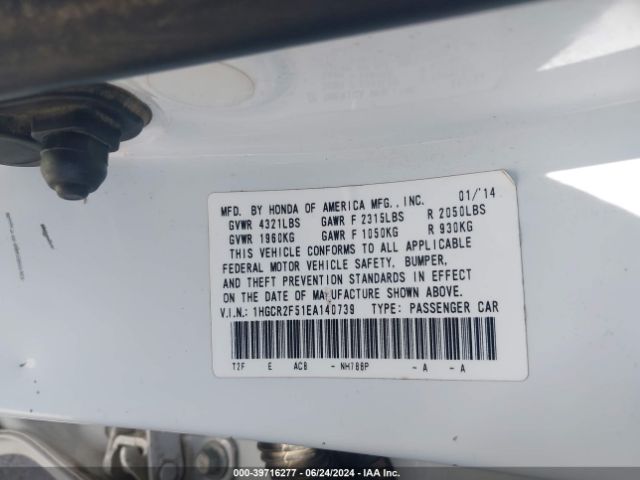 MFD. BY HONDA OF AMERICA MFG., INC. 01/'14
GVWR 4321LBS GAWR F 2315LBS R 2050LBS
GVWR 1960KG GAWR F 1050KG R 930KG
THIS VEHICLE CONFORMS TO ALL APPLICABLE
FEDERAL MOTOR VEHICLE SAFETY, BUMPER,
AND THEFT PREVENTION STANDARDS IN EFFECT
ON THE DATE OF MANUFACTURE SHOWN ABOVE.
V.I.N.: 1HGCR2F51EA140739 TYPE: PASSENGER CAR
T2F E AC8 - NH788P - A - A
000-39716277 - 06/24/2024 - IAAI.COM